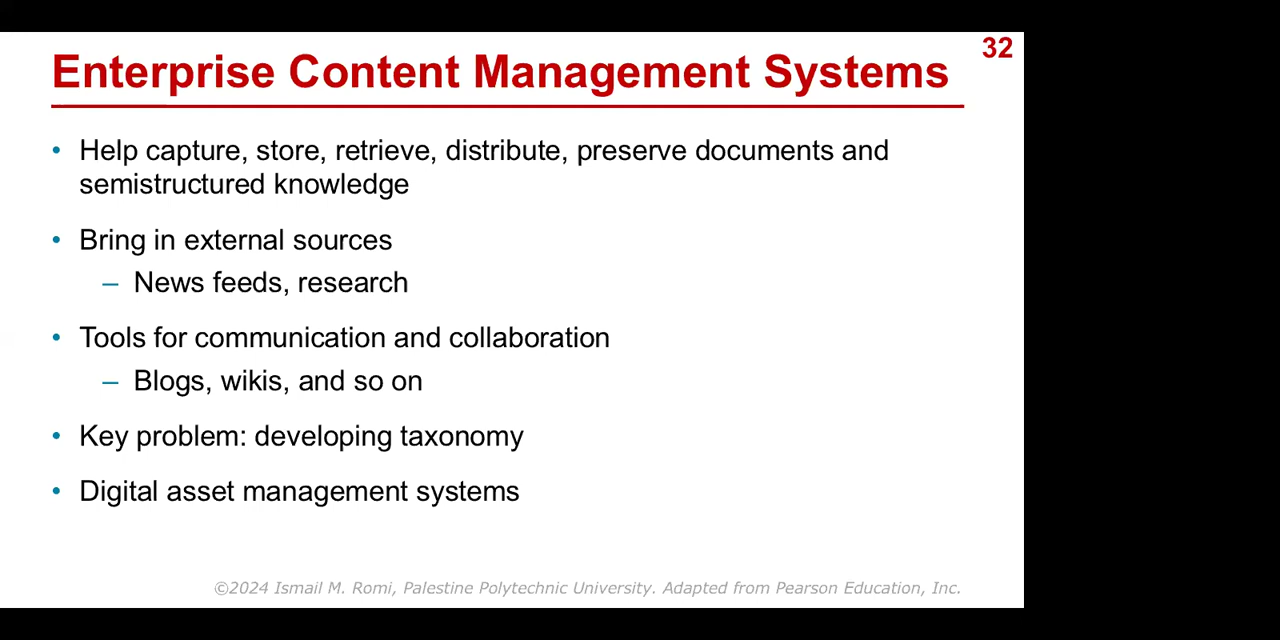 32
Enterprise Content Management Systems
• Help capture, store, retrieve, distribute, preserve documents and
semistructured knowledge
• Bring in external sources
– News feeds, research
• Tools for communication and collaboration
– Blogs, wikis, and so on
• Key problem: developing taxonomy
• Digital asset management systems
©2024 Ismail M. Romi, Palestine Polytechnic University. Adapted from Pearson Education, Inc.